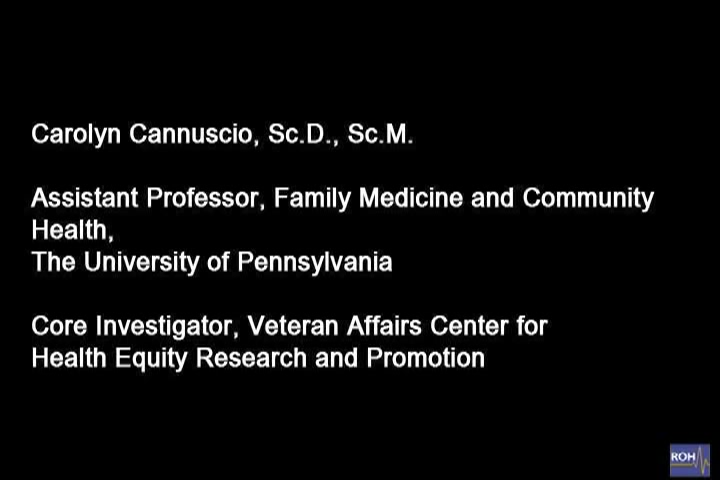 Carolyn Cannuscio, Sc.D., Sc.M.
Assistant Professor, Family Medicine and Community
Health,
The University of Pennsylvania
Core Investigator, Veteran Affairs Center for
Health Equity Research and Promotion
ROH